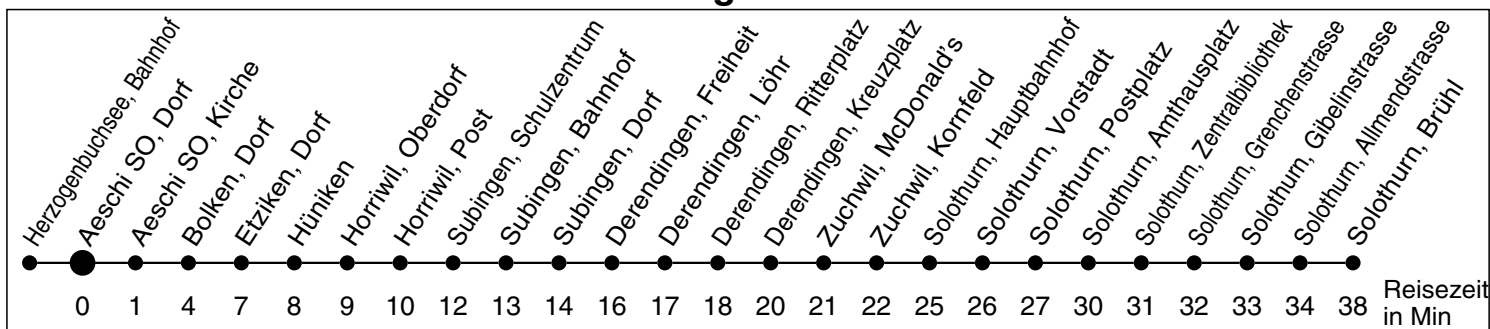 Herzogenbuchsee, Bahnhof
Aeschi SO, Dorf
Aeschi SO, Kirche
Bolken, Dorf
Etziken, Dorf
Hüniken
Horriwil, Oberdorf
Horriwil, Post
Subingen, Schulzentrum
Subingen, Bahnhof
Subingen, Dorf
Derendingen, Freiheit
Derendingen, Löhr
Derendingen, Ritterplatz
Derendingen, Kreuzplatz
Zuchwil, McDonald's
Zuchwil, Kornfeld
Solothurn, Hauptbahnhof
Solothurn, Vorstadt
Solothurn, Postplatz
Solothurn, Amthausplatz
Solothurn, Zentralbibliothek
Solothurn, Grenchenstrasse
Solothurn, Gibelinstrasse
Solothurn, Allmendstrasse
Solothurn, Brühl
0 1 4 7 8 9 10 12 13 14 16 17 18 20 21 22 25 26 27 30 31 32 33 34 38 Reisezeit
in Min